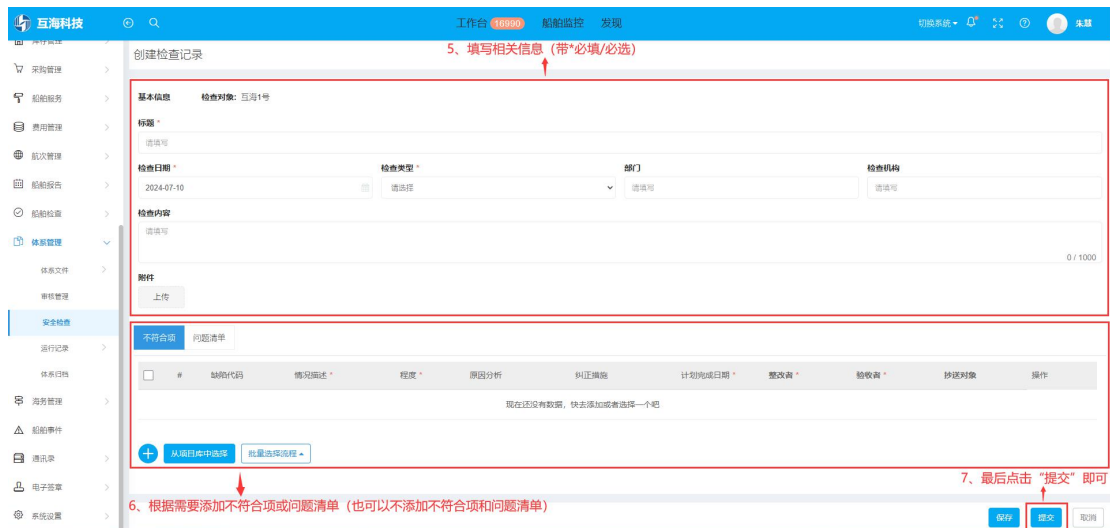 互海科技
工作台 16990 船舶监控 发现
切换系统 朱慧
库存管理
创建检查记录
5、填写相关信息（带*必填/必选）
采购管理
船舶服务
费用管理
航次管理
船舶报告
船舶检查
体系管理
体系文件
审核管理
安全检查
运行记录
体系归档
海务管理
船舶事件
通讯录
电子签章
系统设置
基本信息 检查对象: 互海1号
标题 *
请填写
检查日期 * 检查类型 * 部门 检查机构
2024-07-10 请选择 请填写 请填写
检查内容
请填写
0 / 1000
附件
上传
不符合项 问题清单
# 缺陷代码 情况描述 * 程度 * 原因分析 纠正措施 计划完成日期 * 整改者 * 验收者 * 抄送对象 操作
现在还没有数据，快去添加或者选择一个吧
从项目库中选择 批量选择流程
7、最后点击“提交”即可
6、根据需要添加不符合项或问题清单（也可以不添加不符合项和问题清单）
保存 提交 取消